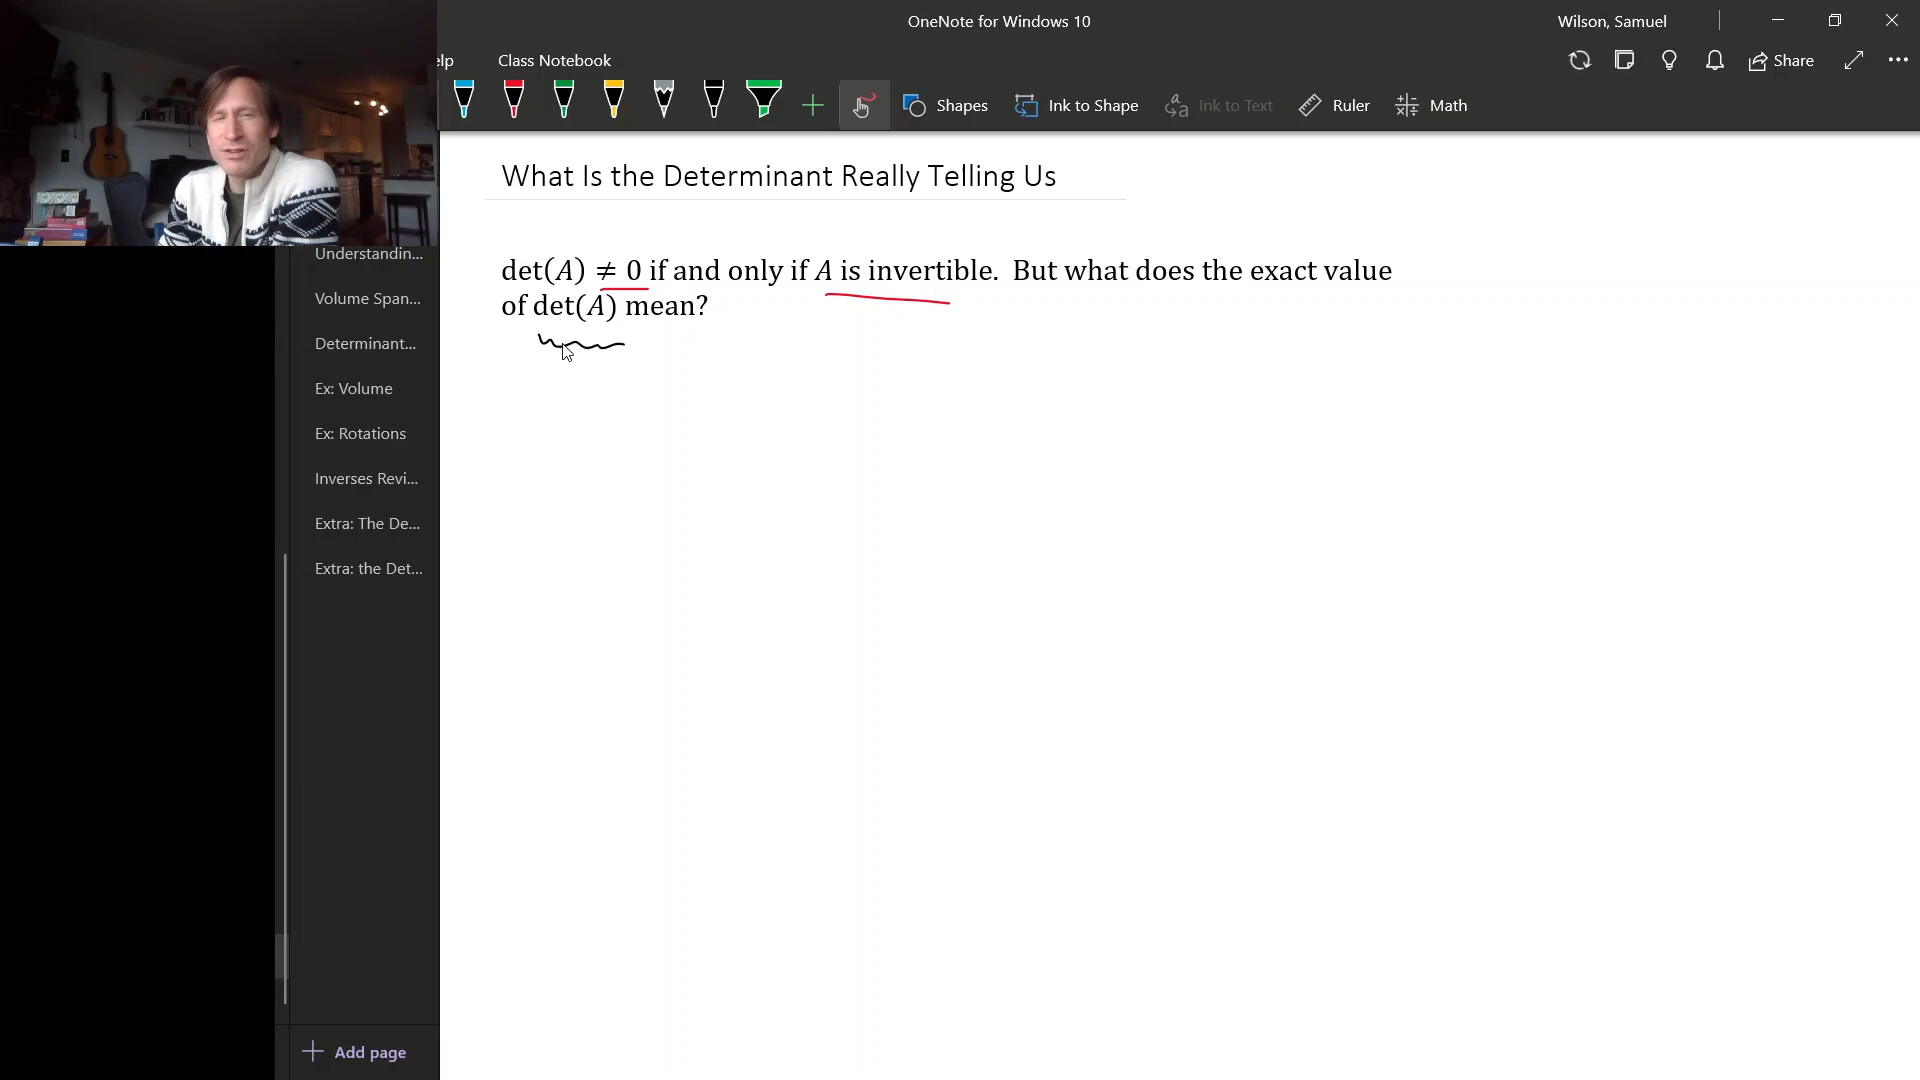 OneNote for Windows 10
Wilson, Samuel
elp
Class Notebook
Share
Shapes
Ink to Shape
Ink to Text
Ruler
Math
What Is the Determinant Really Telling Us
det(A) ≠ 0 if and only if A is invertible. But what does the exact value
of det(A) mean?
Understandin...
Volume Span...
Determinant...
Ex: Volume
Ex: Rotations
Inverses Revi...
Extra: The De...
Extra: the Det...
Add page